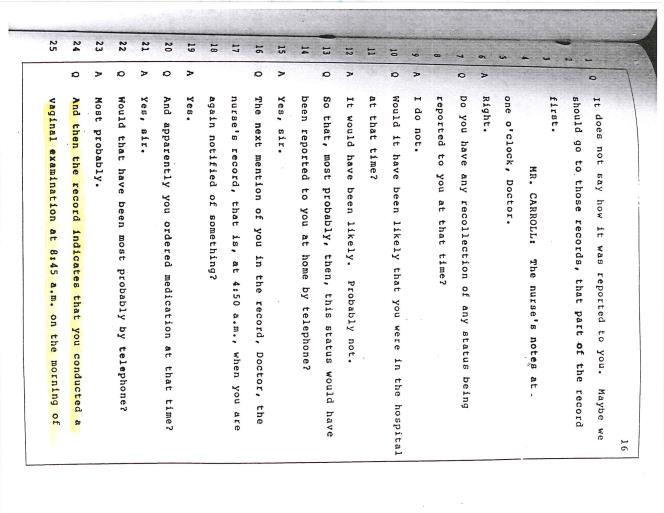 16
1 Q It does not say how it was reported to you. Maybe we
2 should go to those records, that part of the record
3 first.
4 MR. CARROLL: The nurse's notes at
5 one o'clock, Doctor.
6 A Right.
7 Q Do you have any recollection of any status being
8 reported to you at that time?
9 A I do not.
10 Q Would it have been likely that you were in the hospital
11 at that time?
12 A It would have been likely. Probably not.
13 Q So that, most probably, then, this status would have
14 been reported to you at home by telephone?
15 A Yes, sir.
16 Q The next mention of you in the record, Doctor, the
17 nurse's record, that is, at 4:50 a.m., when you are
18 again notified of something?
19 A Yes.
20 Q And apparently you ordered medication at that time?
21 A Yes, sir.
22 Q Would that have been most probably by telephone?
23 A Most probably.
24 Q And then the record indicates that you conducted a
25 vaginal examination at 8:45 a.m. on the morning of